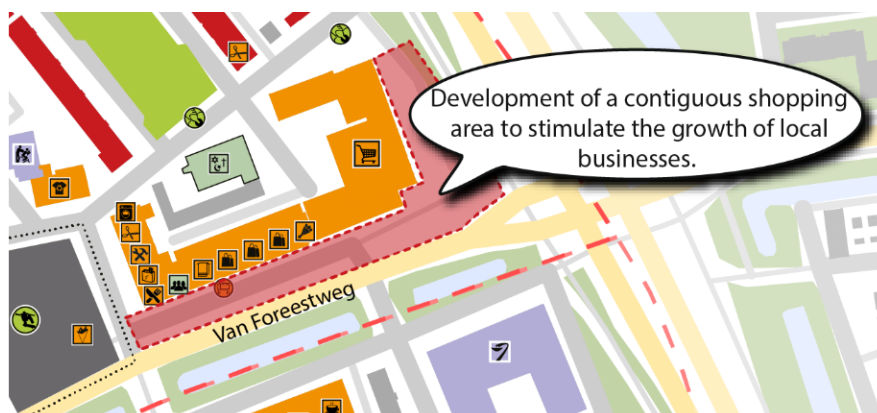 Development of a contiguous shopping
area to stimulate the growth of local
businesses.
Van Foreestweg